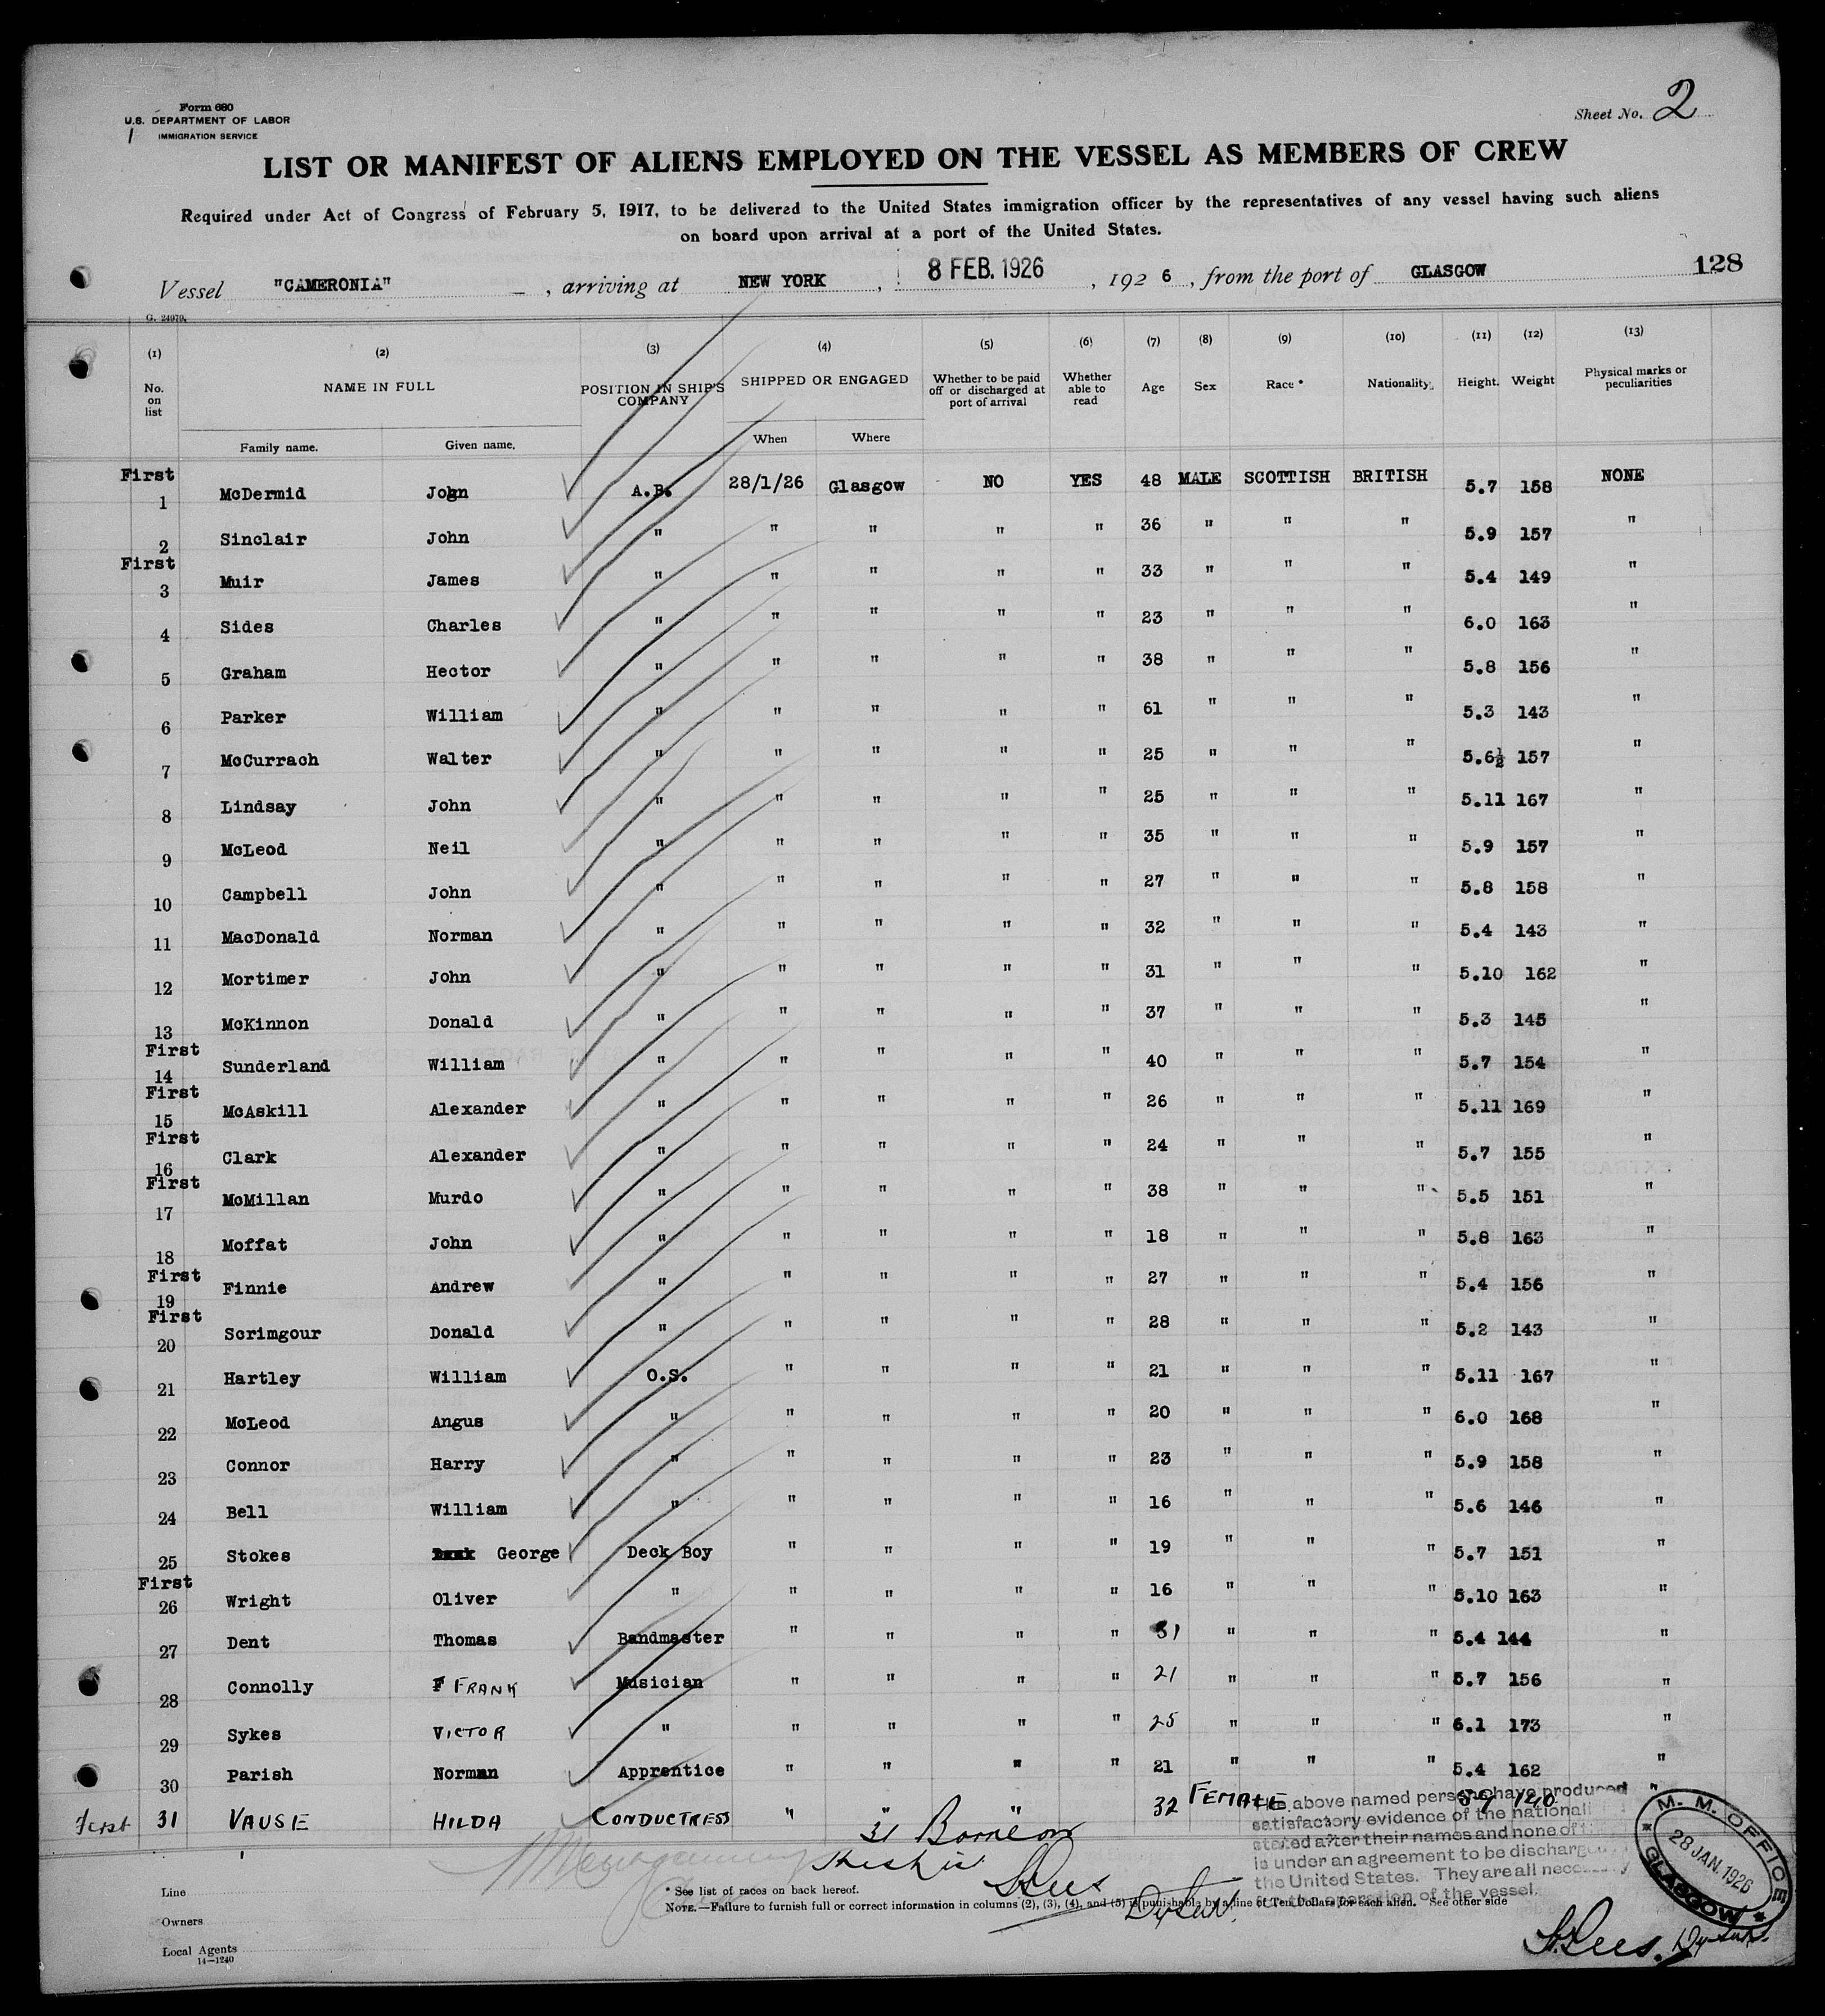 Form 680
U.S. DEPARTMENT OF LABOR
IMMIGRATION SERVICE
Sheet No. 2
LIST OR MANIFEST OF ALIENS EMPLOYED ON THE VESSEL AS MEMBERS OF CREW
Required under Act of Congress of February 5, 1917, to be delivered to the United States immigration officer by the representatives of any vessel having such aliens
on board upon arrival at a port of the United States.
Vessel "CAMERONIA", arriving at NEW YORK, 8 FEB. 1926, 192 6, from the port of GLASGOW 128
G. 24979.
(1) (2) (3) (4) (5) (6) (7) (8) (9) (10) (11) (12) (13)
No. on list NAME IN FULL POSITION IN SHIP'S COMPANY SHIPPED OR ENGAGED Whether to be paid off or discharged at port of arrival Whether able to read Age Sex Race * Nationality. Height. Weight Physical marks or peculiarities
Family name. Given name. When Where
First 1 McDermid John A.B. 28/1/26 Glasgow NO YES 48 MALE SCOTTISH BRITISH 5.7 158 NONE
2 Sinclair John " " " " " 36 " " " 5.9 157 "
First 3 Muir James " " " " " 33 " " " 5.4 149 "
4 Sides Charles " " " " " 23 " " " 6.0 163 "
5 Graham Hector " " " " " 38 " " " 5.8 156 "
6 Parker William " " " " " 61 " " " 5.3 143 "
7 McCurrach Walter " " " " " 25 " " " 5.6½ 157 "
8 Lindsay John " " " " " 25 " " " 5.11 167 "
9 McLeod Neil " " " " " 35 " " " 5.9 157 "
10 Campbell John " " " " " 27 " " " 5.8 158 "
11 MacDonald Norman " " " " " 32 " " " 5.4 143 "
12 Mortimer John " " " " " 31 " " " 5.10 162 "
13 McKinnon Donald " " " " " 37 " " " 5.3 145 "
First 14 Sunderland William " " " " " 40 " " " 5.7 154 "
First 15 McAskill Alexander " " " " " 26 " " " 5.11 169 "
First 16 Clark Alexander " " " " " 24 " " " 5.7 155 "
First 17 McMillan Murdo " " " " " 38 " " " 5.5 151 "
18 Moffat John " " " " " 18 " " " 5.8 163 "
First 19 Finnie Andrew " " " " " 27 " " " 5.4 156 "
First 20 Scrimgour Donald " " " " " 28 " " " 5.2 143 "
21 Hartley William O.S. " " " " 21 " " " 5.11 167 "
22 McLeod Angus " " " " " 20 " " " 6.0 168 "
23 Connor Harry " " " " " 23 " " " 5.9 158 "
24 Bell William " " " " " 16 " " " 5.6 146 "
25 Stokes George Deck Boy " " " " 19 " " " 5.7 151 "
First 26 Wright Oliver " " " " " 16 " " " 5.10 163 "
27 Dent Thomas Bandmaster " " " " 31 " " " 5.4 144 "
28 Connolly F FRANK Musician " " " " 21 " " " 5.7 156 "
29 Sykes VICTOR " " " " " 25 " " " 6.1 173 "
30 Parish Norman Apprentice " " " " 21 " " " 5.4 162 "
First 31 VAUSE HILDA CONDUCTRESS " " " 32 FEMALE 5.9 140 "
The above named persons have produced
satisfactory evidence of the nationali
stated after their names and none of
is under an agreement to be discharg
the United States. They are all necessary
for the operation of the vessel.
M. M. OFFICE
28 JAN. 1926
GLASGOW
31
Line
Owners
Local Agents
14—1240
* See list of races on back hereof.
NOTE.—Failure to furnish full or correct information in columns (2), (3), (4), and (5) is punishable by a fine of Ten Dollars for each alien. See other side